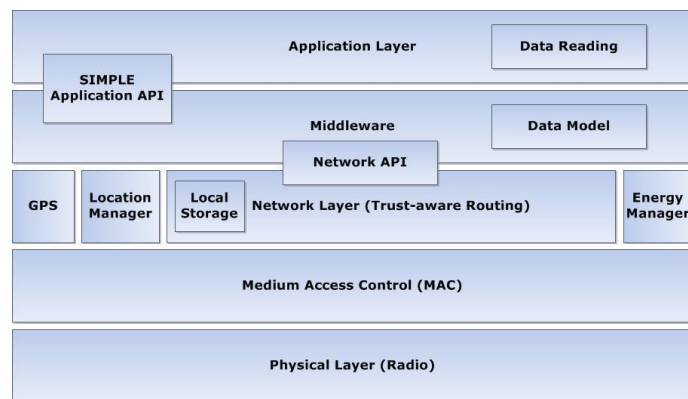 Application Layer
Data Reading
SIMPLE
Application API
Middleware
Data Model
Network API
GPS
Location
Manager
Local
Storage
Network Layer (Trust-aware Routing)
Energy
Manager
Medium Access Control (MAC)
Physical Layer (Radio)